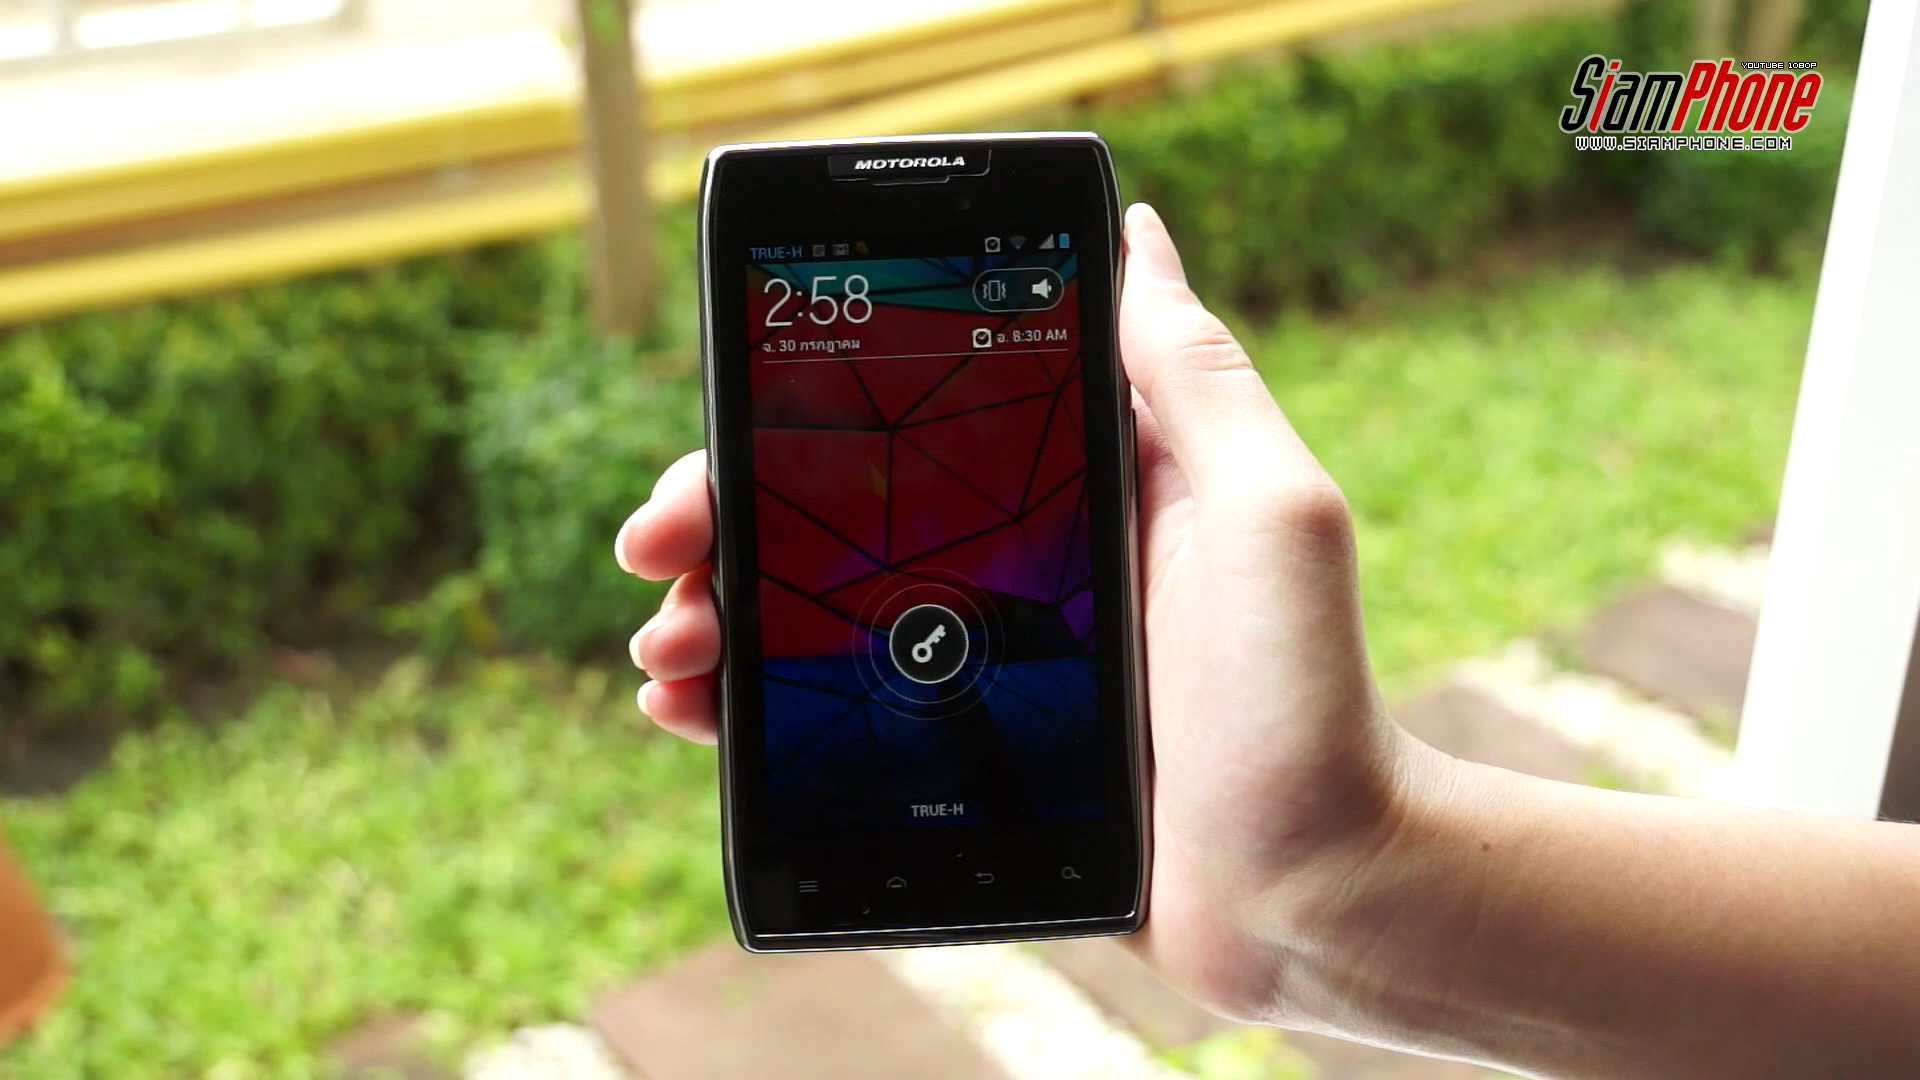 YOUTUBE 1080P
SiamPhone
WWW.SIAMPHONE.COM
MOTOROLA
TRUE-H
2:58
จ. 30 กรกฎาคม
อ. 8:30 AM
TRUE-H